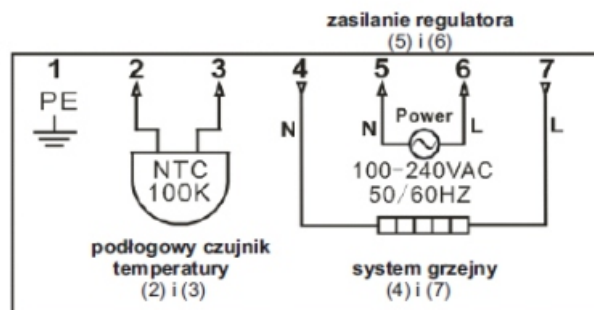 zasilanie regulatora
(5) i (6)
1 2 3 4 5 6 7
PE
N N Power L L
NTC
100K
100-240VAC
50/60HZ
podłogowy czujnik
temperatury
(2) i (3)
system grzejny
(4) i (7)